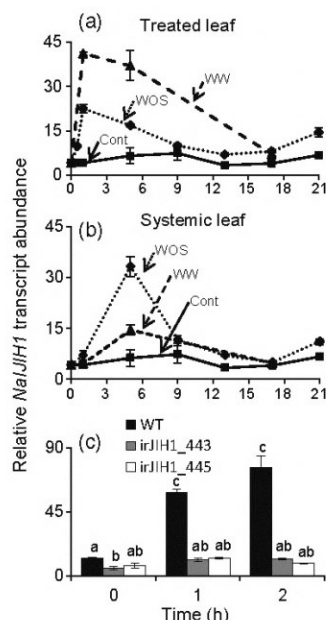 (a) Treated leaf
45
30
15
0
WW
WOS
Cont
0 3 6 9 12 15 18 21
(b) Systemic leaf
45
30
15
0
WOS
WW
Cont
0 3 6 9 12 15 18 21
Relative NaJIH1 transcript abundance
(c)
WT
irJIH1_443
irJIH1_445
90
45
0
a b ab
c ab ab
c ab ab
0 1 2
Time (h)